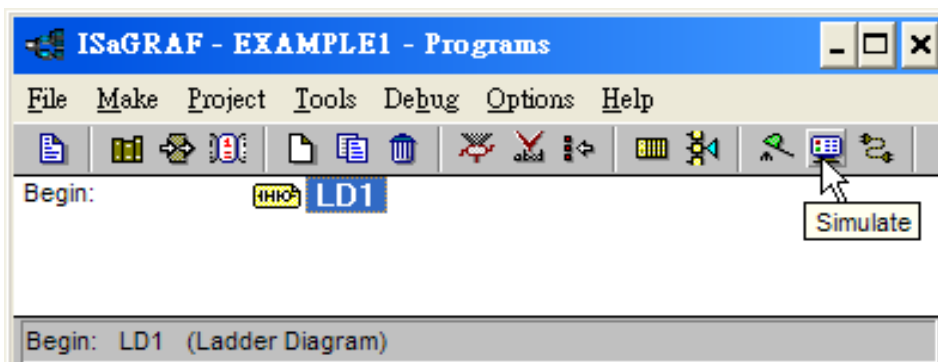 ISaGRAF - EXAMPLE1 - Programs
File Make Project Tools Debug Options Help
Begin: LD1
Simulate
Begin: LD1 (Ladder Diagram)